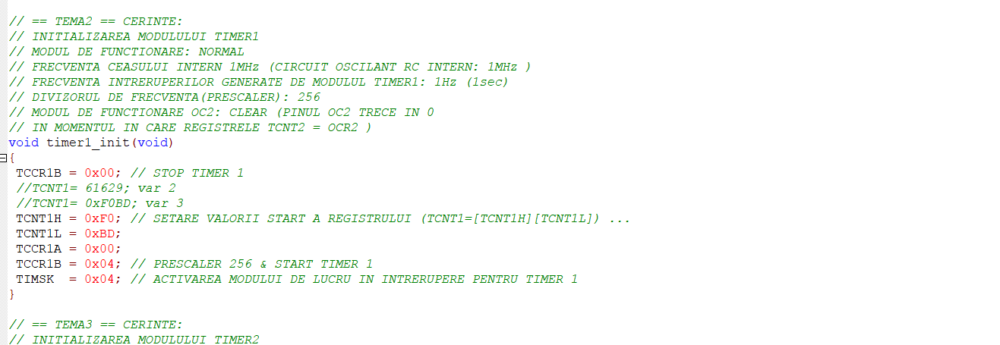 // == TEMA2 == CERINTE:
// INITIALIZAREA MODULULUI TIMER1
// MODUL DE FUNCTIONARE: NORMAL
// FRECVENTA CEASULUI INTERN 1MHz (CIRCUIT OSCILANT RC INTERN: 1MHz )
// FRECVENTA INTRERUPERILOR GENERATE DE MODULUL TIMER1: 1Hz (1sec)
// DIVIZORUL DE FRECVENTA(PRESCALER): 256
// MODUL DE FUNCTIONARE OC2: CLEAR (PINUL OC2 TRECE IN 0
// IN MOMENTUL IN CARE REGISTRELE TCNT2 = OCR2 )
void timer1_init(void)
{
TCCR1B = 0x00; // STOP TIMER 1
//TCNT1= 61629; var 2
//TCNT1= 0xF0BD; var 3
TCNT1H = 0xF0; // SETARE VALORII START A REGISTRULUI (TCNT1=[TCNT1H][TCNT1L]) ...
TCNT1L = 0xBD;
TCCR1A = 0x00;
TCCR1B = 0x04; // PRESCALER 256 & START TIMER 1
TIMSK  = 0x04; // ACTIVAREA MODULUI DE LUCRU IN INTRERUPERE PENTRU TIMER 1
}
// == TEMA3 == CERINTE:
// INITIALIZAREA MODULULUI TIMER2